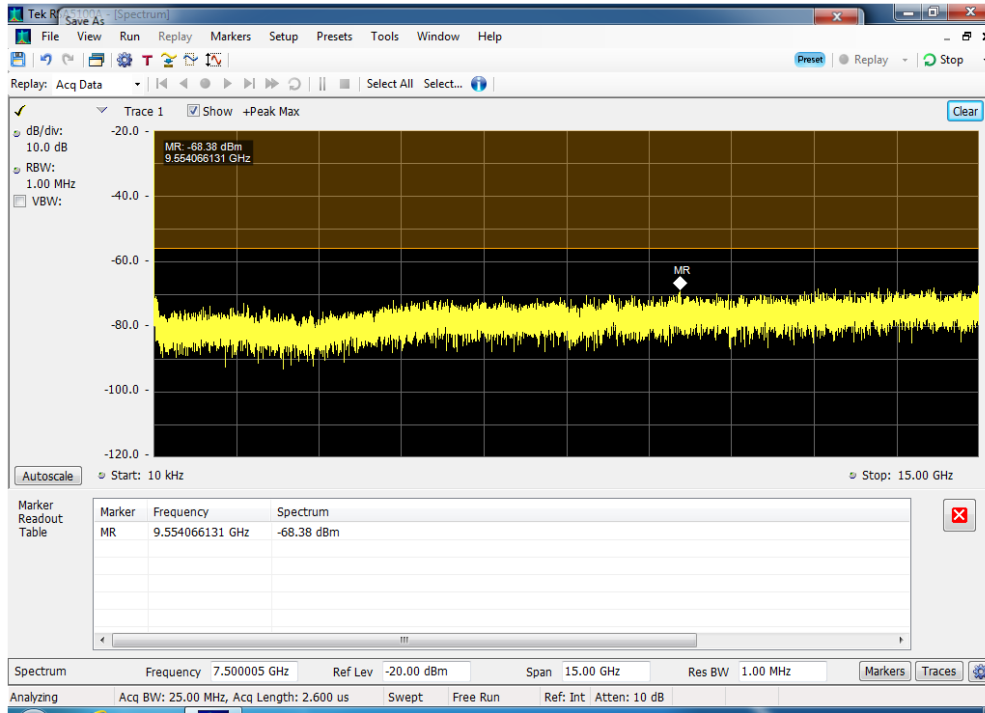 Tek R 5100A - [Spectrum]
Save As
File View Run Replay Markers Setup Presets Tools Window Help
T
Preset Replay Stop
Replay: Acq Data Select All Select...
Trace 1 Show +Peak Max Clear
dB/div:
10.0 dB
RBW:
1.00 MHz
VBW:
-20.0
MR: -68.38 dBm
9.554066131 GHz
-40.0
-60.0
MR
-80.0
-100.0
-120.0
Autoscale Start: 10 kHz Stop: 15.00 GHz
Marker
Readout
Table
Marker Frequency Spectrum
MR 9.554066131 GHz -68.38 dBm
Spectrum Frequency 7.500005 GHz Ref Lev -20.00 dBm Span 15.00 GHz Res BW 1.00 MHz Markers Traces
Analyzing Acq BW: 25.00 MHz, Acq Length: 2.600 us Swept Free Run Ref: Int Atten: 10 dB